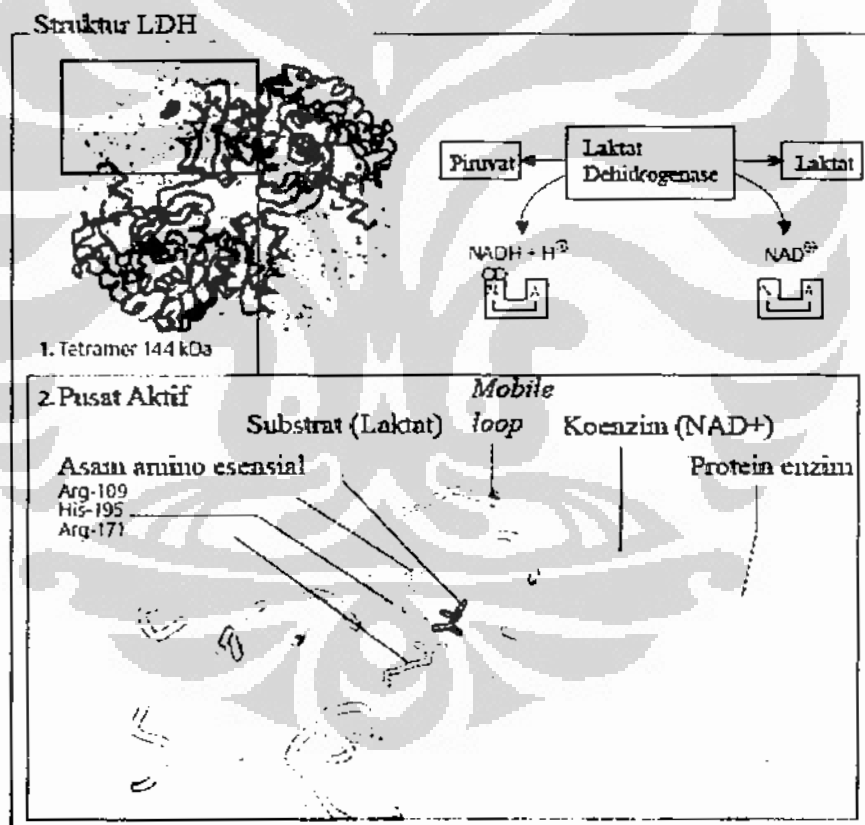 Struktur LDH
Piruvat
Laktat
Dehidrogenase
Laktat
NADH + H⊕
NAD⊕
N A
1. Tetramer 144 kDa
2. Pusat Aktif
Mobile
loop
Substrat (Laktat)
Koenzim (NAD+)
Asam amino esensial
Protein enzim
Arg-109
His-195
Arg-171